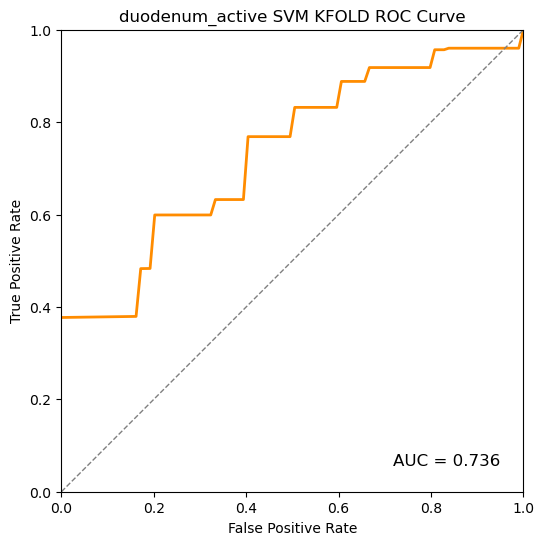 duodenum_active SVM KFOLD ROC Curve
1.0
0.8
0.6
0.4
0.2
0.0
True Positive Rate
AUC = 0.736
0.0 0.2 0.4 0.6 0.8 1.0
False Positive Rate